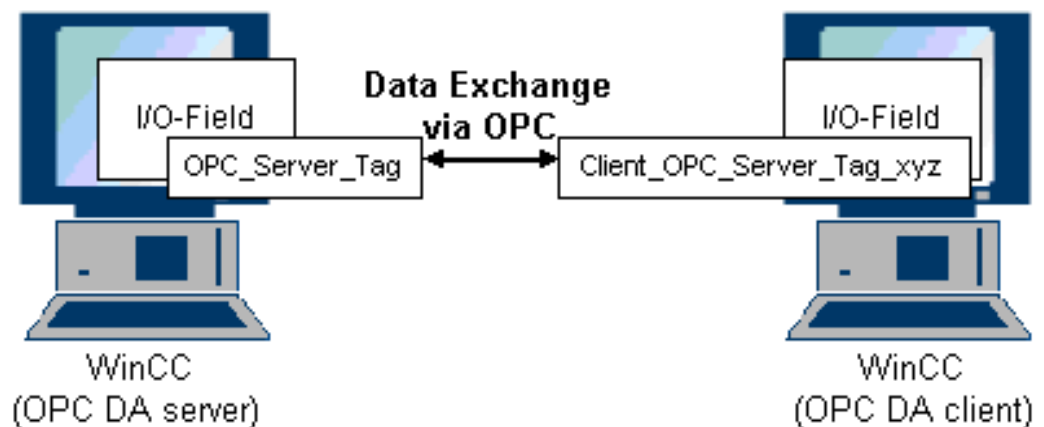 I/O-Field
OPC_Server_Tag
Data Exchange
via OPC
I/O-Field
Client_OPC_Server_Tag_xyz
WinCC
(OPC DA server)
WinCC
(OPC DA client)